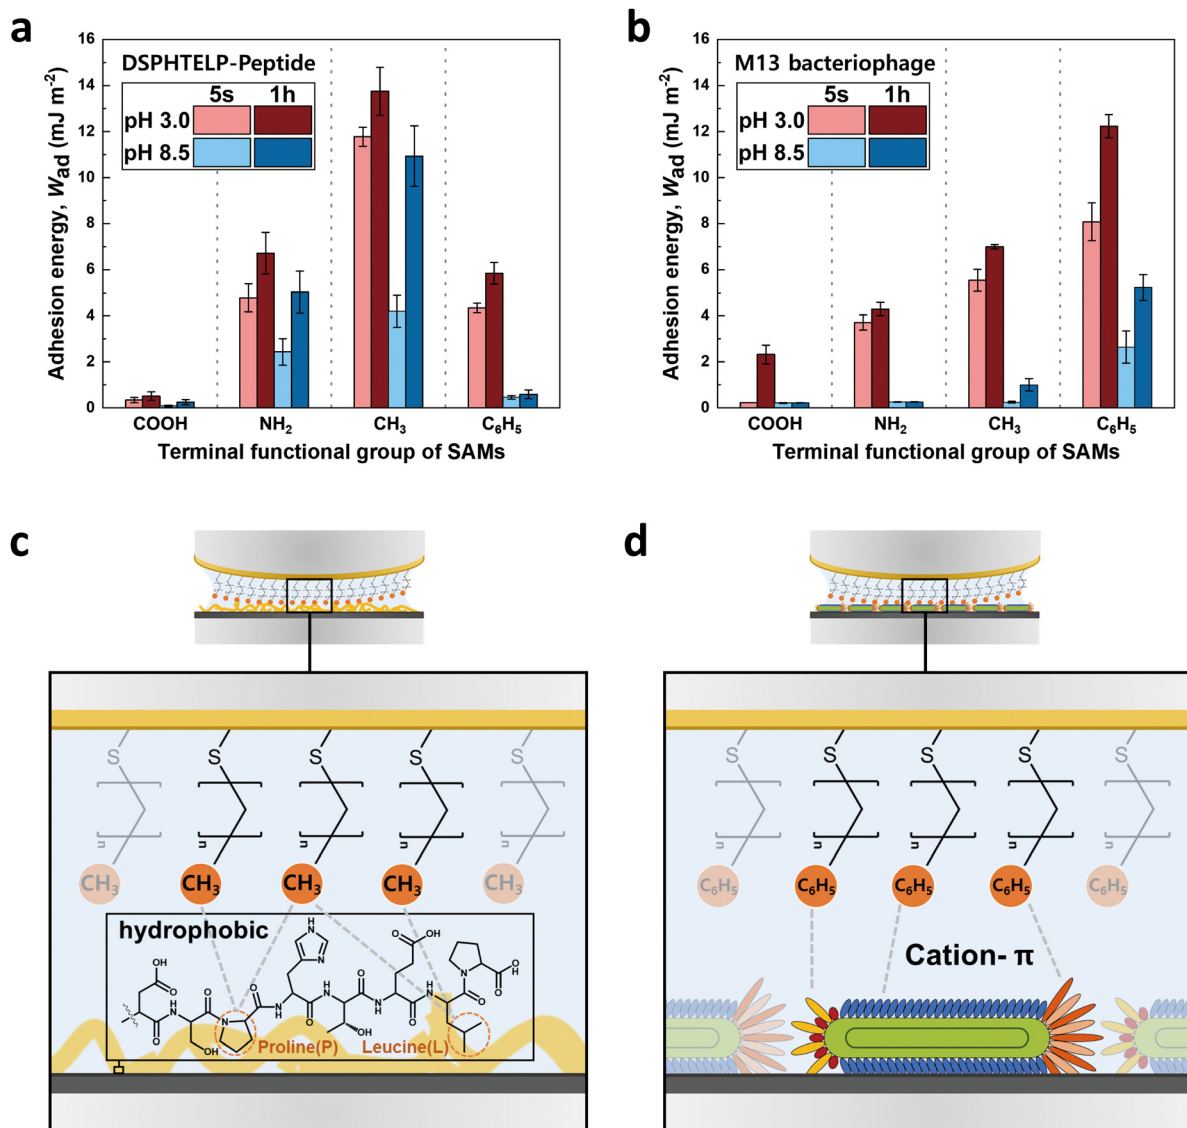 a
DSPHTELP-Peptide
5s 1h
pH 3.0
pH 8.5
Adhesion energy, Wad (mJ m⁻²)
16
14
12
10
8
6
4
2
0
COOH NH₂ CH₃ C₆H₅
Terminal functional group of SAMs
b
M13 bacteriophage
5s 1h
pH 3.0
pH 8.5
Adhesion energy, Wad (mJ m⁻²)
16
14
12
10
8
6
4
2
0
COOH NH₂ CH₃ C₆H₅
Terminal functional group of SAMs
c
S S S S S
n n n n n
CH₃ CH₃ CH₃ CH₃ CH₃
hydrophobic
H
N
N
O
OH
O
OH
N
O
OH
O
N
H
O
H
N
O
N
H
O
H
N
O
N
O
OH
O
OH
Proline(P) Leucine(L)
d
S S S S S
n n n n n
C₆H₅ C₆H₅ C₆H₅ C₆H₅ C₆H₅
Cation- π